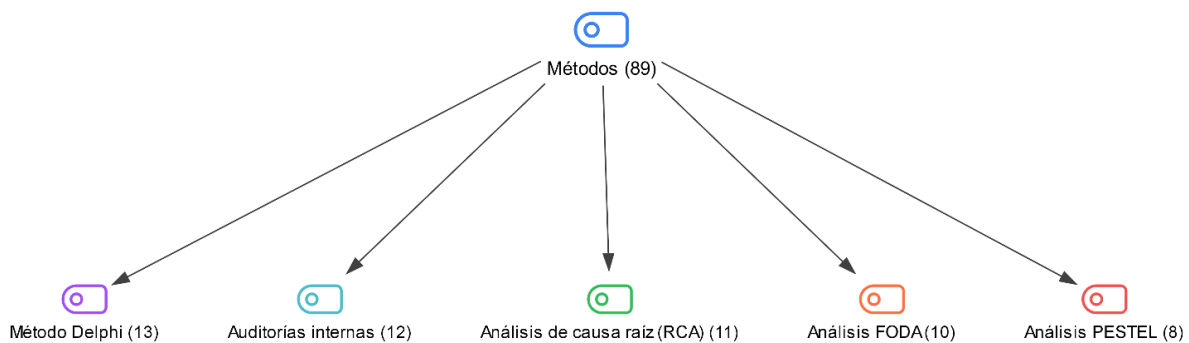 Métodos (89)
Método Delphi (13)
Auditorías internas (12)
Análisis de causa raíz (RCA) (11)
Análisis FODA (10)
Análisis PESTEL (8)